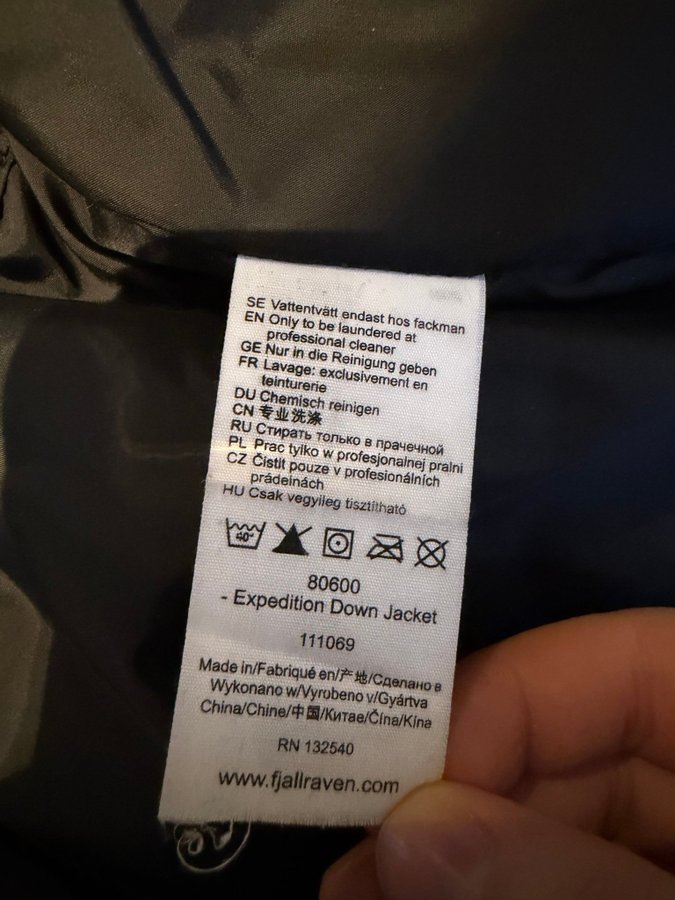 SE Vattentvätt endast hos fackman
EN Only to be laundered at
professional cleaner
GE Nur in die Reinigung geben
FR Lavage: exclusivement en
teinturerie
DU Chemisch reinigen
CN 专业洗涤
RU Стирать только в прачечной
PL Prac tylko w profesjonalnej pralni
CZ Čistit pouze v profesionálních
prádeinách
HU Csak vegyileg tisztítható
40°
80600
- Expedition Down Jacket
111069
Made in/Fabriqué en/产地/Сделано в
Wykonano w/Vyrobeno v/Gyártva
China/Chine/中国/Китае/Čína/Kína
RN 132540
www.fjallraven.com